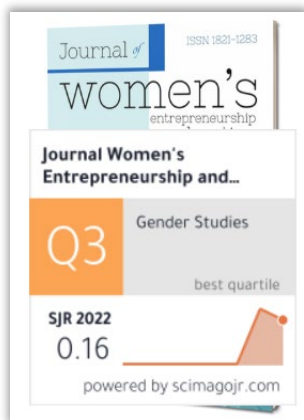 Journal of
ISSN 1821-1283
women's
entrepreneurship
Journal Women's
Entrepreneurship and...
Q3
Gender Studies
best quartile
SJR 2022
0.16
powered by scimagojr.com